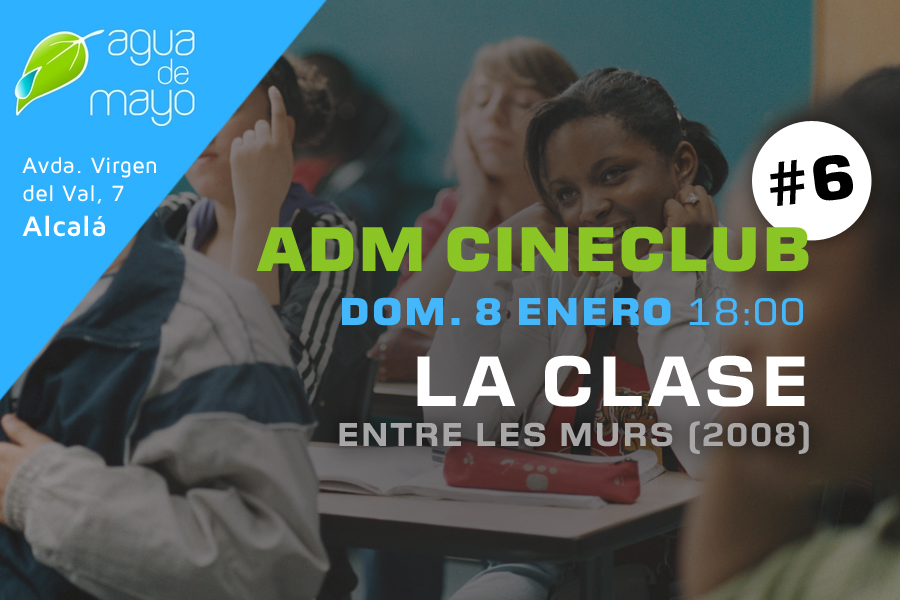 agua
de
mayo
Avda. Virgen
del Val, 7
Alcalá
#6
ADM CINECLUB
DOM. 8 ENERO 18:00
LA CLASE
ENTRE LES MURS (2008)